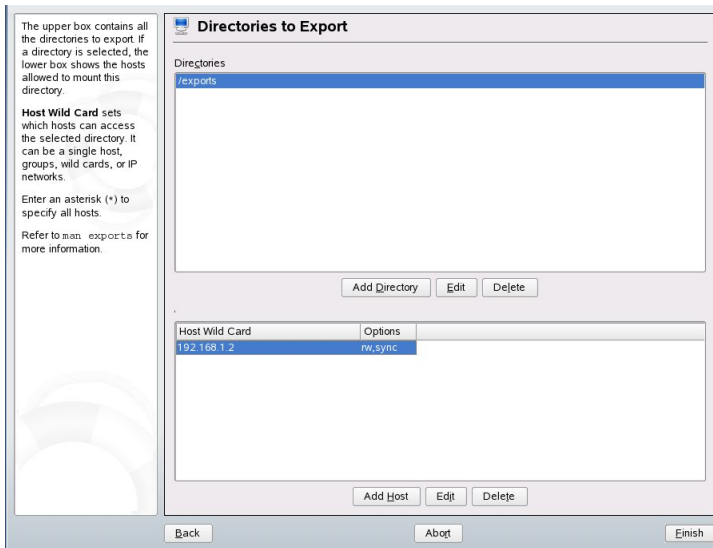 The upper box contains all
the directories to export. If
a directory is selected, the
lower box shows the hosts
allowed to mount this
directory.
Host Wild Card sets
which hosts can access
the selected directory. It
can be a single host,
groups, wild cards, or IP
networks.
Enter an asterisk (*) to
specify all hosts.
Refer to man exports for
more information.
Directories to Export
Directories
/exports
Add Directory Edit Delete
Host Wild Card Options
192.168.1.2 rw,sync
Add Host Edit Delete
Back Abort Finish